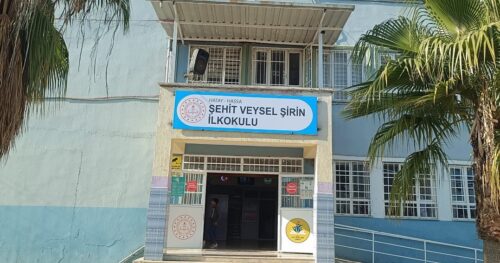 HATAY - HASSA
ŞEHİT VEYSEL ŞİRİN
İLKOKULU